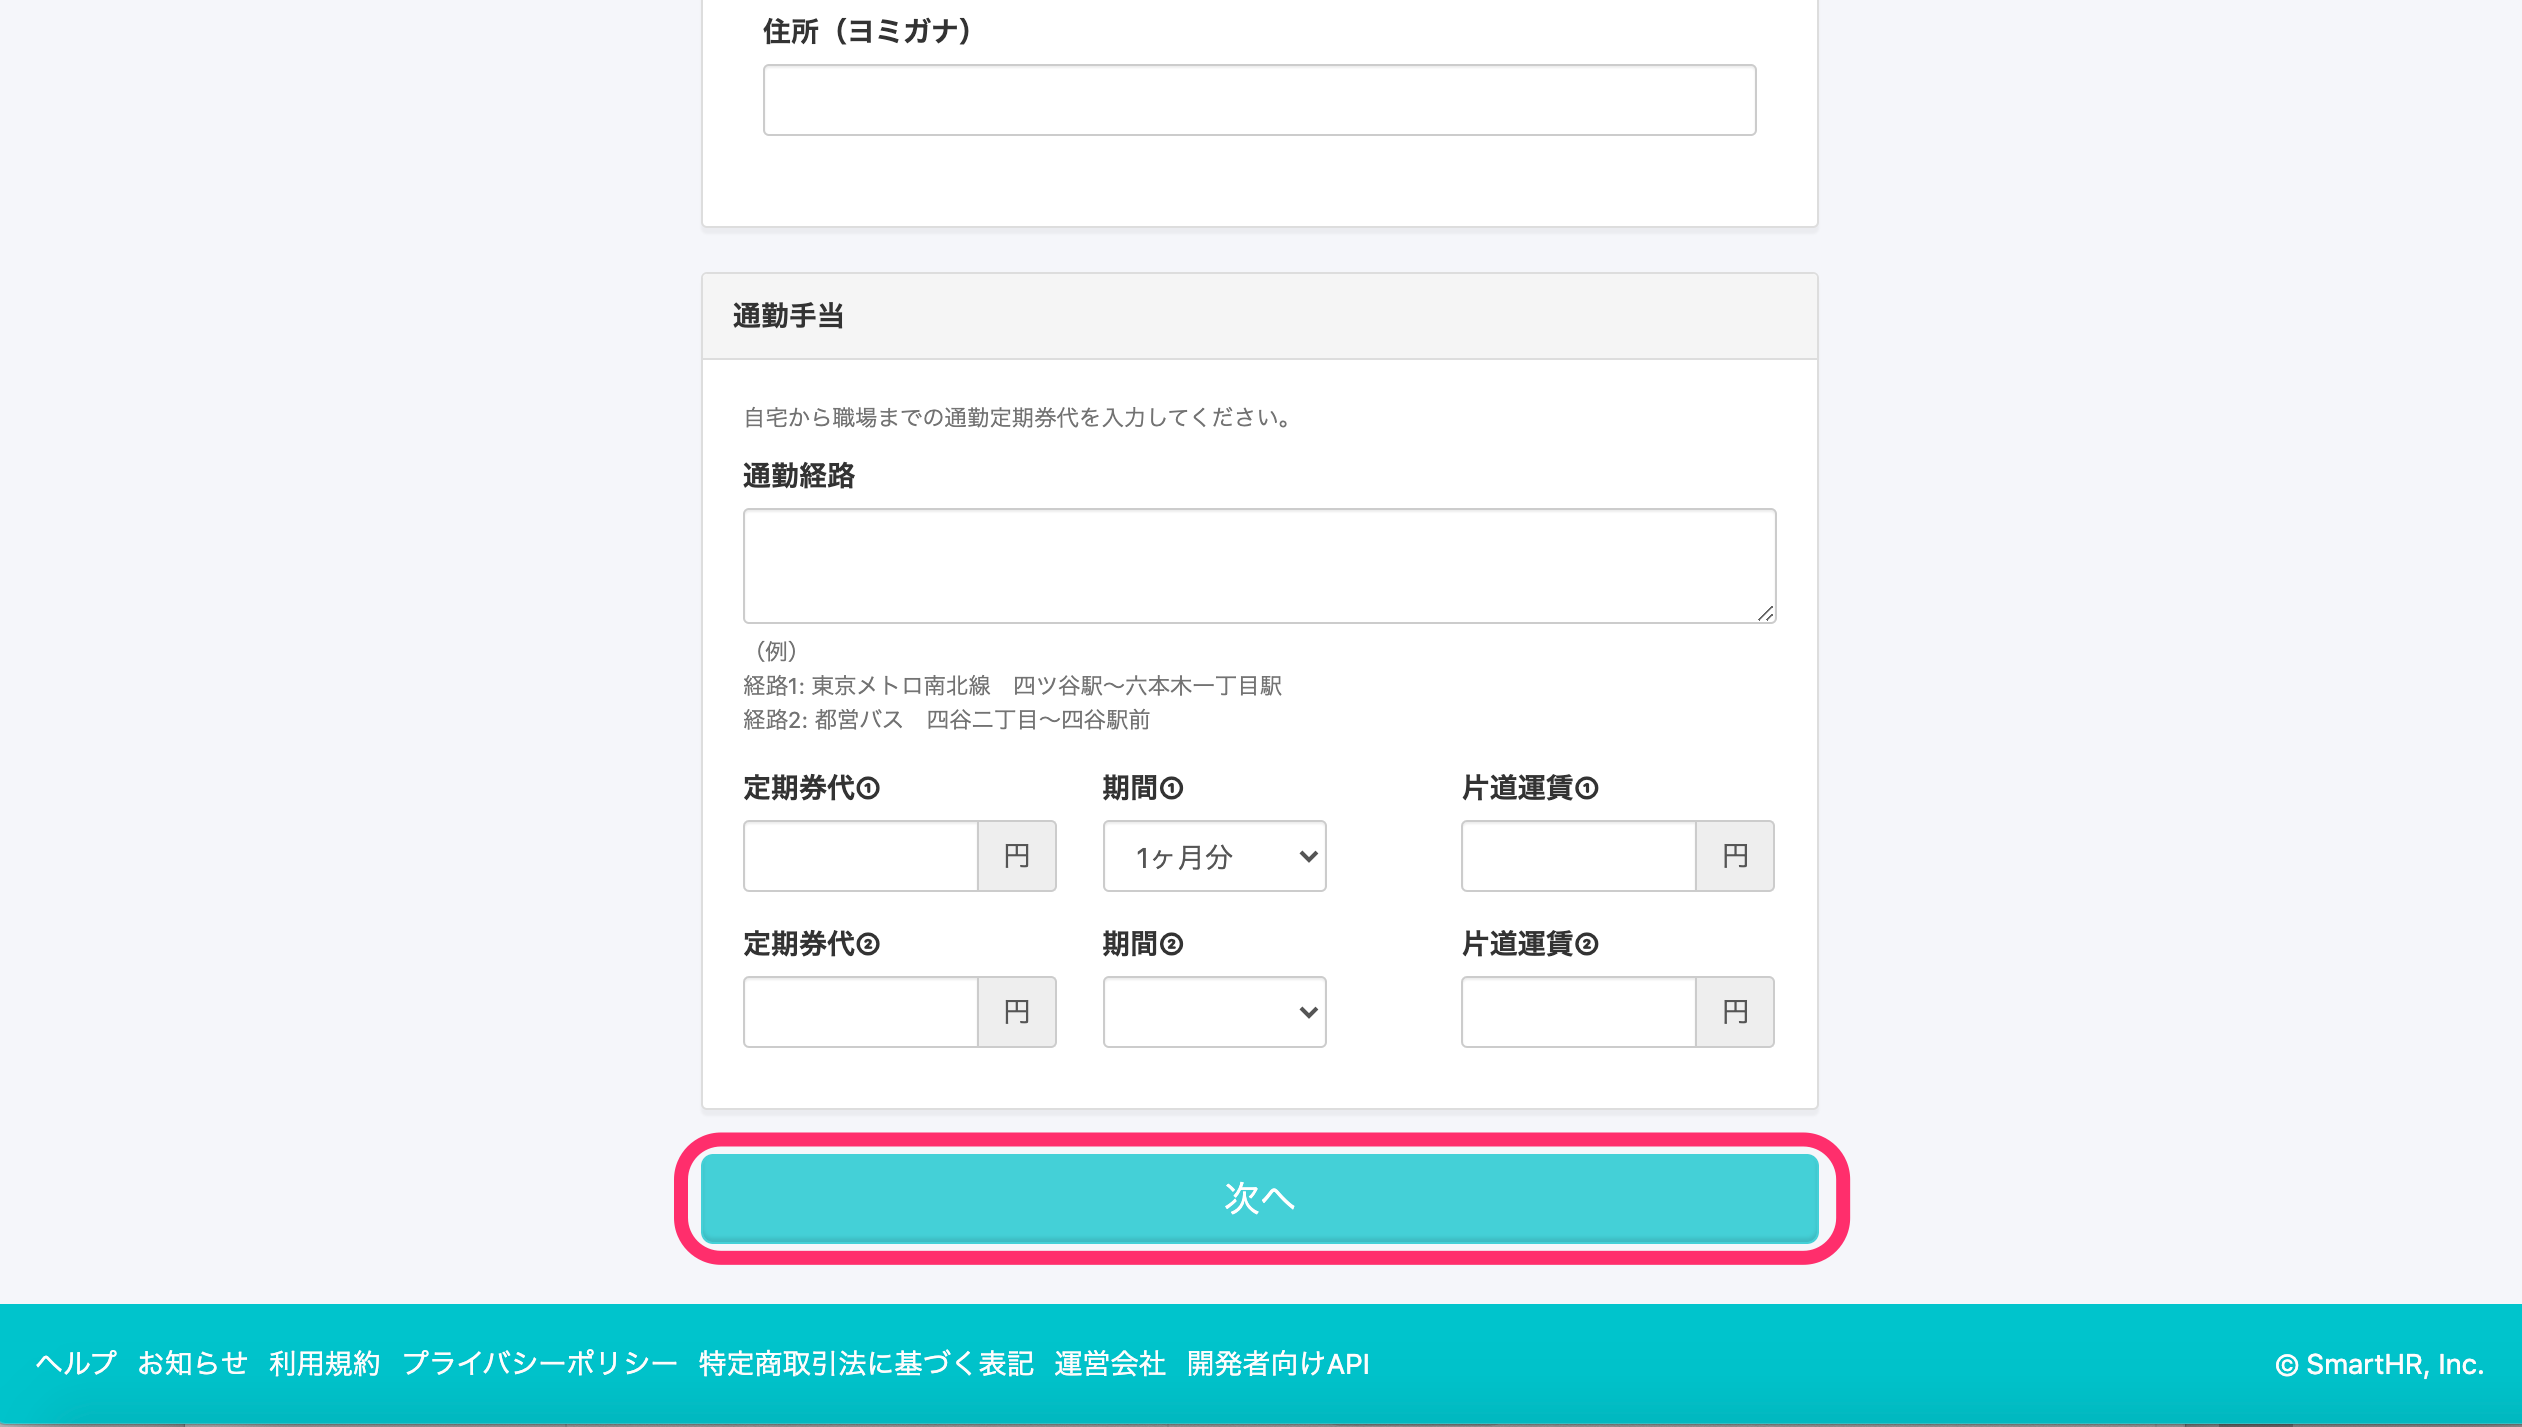 住所（ヨミガナ）
通勤手当
自宅から職場までの通勤定期券代を入力してください。
通勤経路
（例）
経路1: 東京メトロ南北線　四ツ谷駅〜六本木一丁目駅
経路2: 都営バス　四谷二丁目〜四谷駅前
定期券代① 期間① 片道運賃①
円 1ヶ月分 円
定期券代② 期間② 片道運賃②
円 円
次へ
ヘルプ お知らせ 利用規約 プライバシーポリシー 特定商取引法に基づく表記 運営会社 開発者向けAPI © SmartHR, Inc.